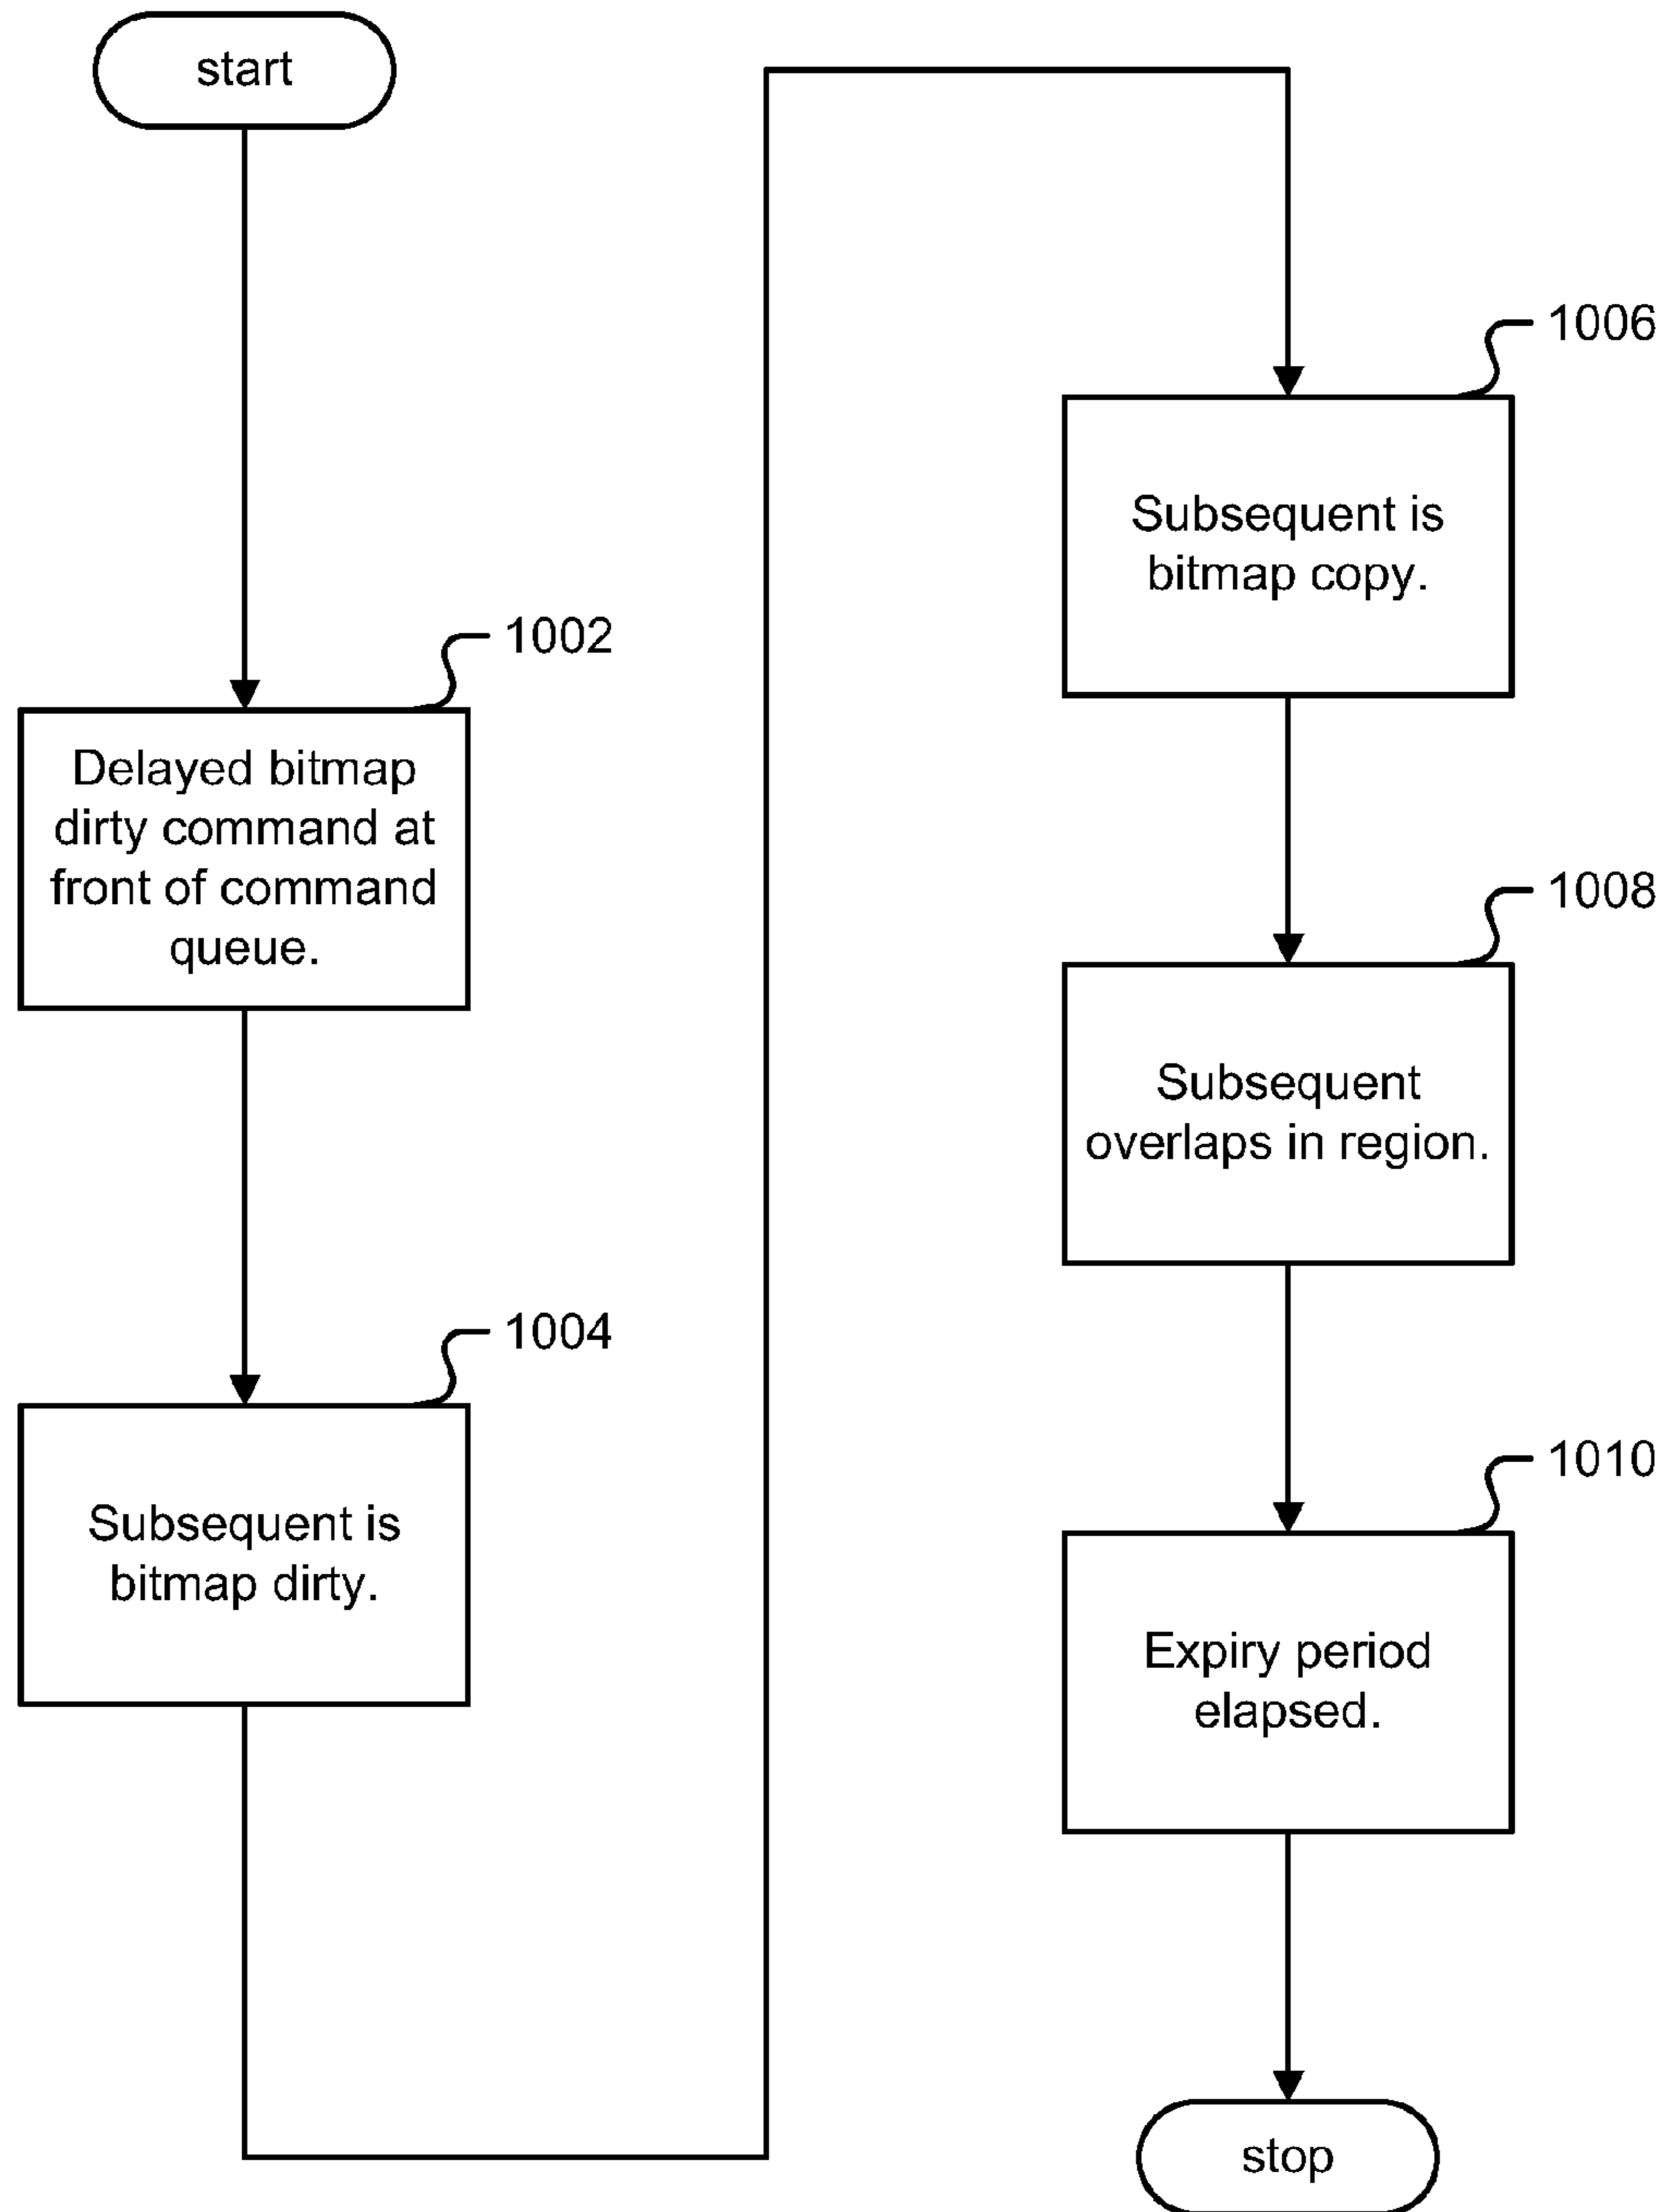 start
1002
Delayed bitmap
dirty command at
front of command
queue.
1004
Subsequent is
bitmap dirty.
1006
Subsequent is
bitmap copy.
1008
Subsequent
overlaps in region.
1010
Expiry period
elapsed.
stop